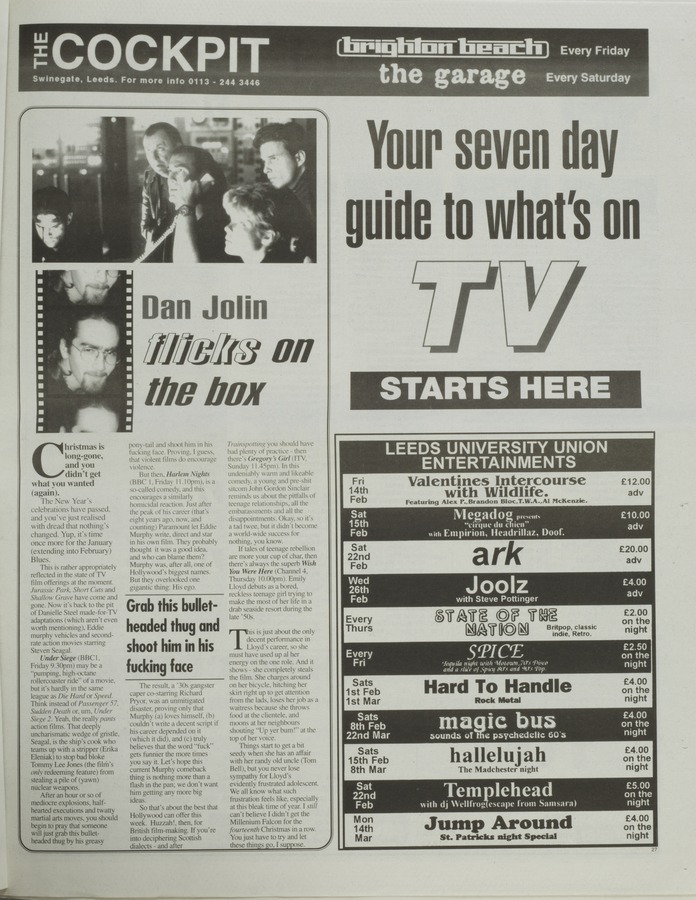 THE COCKPIT
Swinegate, Leeds. For more info 0113 - 244 3446
brighton beach Every Friday
the garage Every Saturday
Dan Jolin
flicks on
the box
Christmas is
long-gone,
and you
didn't get
what you wanted
(again).
The New Year's
celebrations have passed,
and you've just realised
with dread that nothing's
changed. Yup, it's time
once more for the January
(extending into February)
Blues.
This is rather appropriately
reflected in the state of TV
film offerings at the moment.
Jurassic Park, Short Cuts and
Shallow Grave have come and
gone. Now it's back to the pit
of Danielle Steel made-for-TV
adaptations (which aren't even
worth mentioning), Eddie
murphy vehicles and second-
rate action movies starring
Steven Seagal.
Under Siege (BBC1,
Friday 9.30pm) may be a
"pumping, high-octane
rollercoaster ride" of a movie,
but it's hardly in the same
league as Die Hard or Speed.
Think instead of Passenger 57,
Sudden Death or, um, Under
Siege 2. Yeah, the really pants
action films. That deeply
uncharismatic wedge of gristle,
Seagal, is the ship's cook who
teams up with a stripper (Erika
Eleniak) to stop bad bloke
Tommy Lee Jones (the film's
only redeeming feature) from
stealing a pile of (yawn)
nuclear weapons.
After an hour or so of
mediocre explosions, half-
hearted executions and twatty
martial arts moves, you should
begin to pray that someone
will just grab this bullet-
headed thug by his greasy
pony-tail and shoot him in his
fucking face. Proving, I guess,
that violent films do encourage
violence.
But then, Harlem Nights
(BBC 1, Friday 11.10pm), is a
so-called comedy, and this
encourages a similarly
homicidal reaction. Just after
the peak of his career (that's
eight years ago, now, and
counting) Paramount let Eddie
Murphy write, direct and star
in his own film. They probably
thought it was a good idea,
and who can blame them?
Murphy was, after all, one of
Hollywood's biggest names.
But they overlooked one
gigantic thing: His ego.
Grab this bullet-
headed thug and
shoot him in his
fucking face
The result, a '30s gangster
caper co-starring Richard
Pryor, was an unmitigated
disaster, proving only that
Murphy (a) loves himself, (b)
couldn't write a decent script if
his career depended on it
(which it did); and (c) truly
believes that the word "fuck"
gets funnier the more times
you say it. Let's hope this
current Murphy comeback
thing is nothing more than a
flash in the pan; we don't want
him getting any more big
ideas.
So that's about the best that
Hollywood can offer this
week. Huzzah!, then, for
British film-making. If you're
into deciphering Scottish
dialects - and after
Trainspotting you should have
had plenty of practice - then
there's Gregory's Girl (ITV,
Sunday 11.45pm). In this
undeniably warm and likeable
comedy, a young and pre-shit
sitcom John Gordon Sinclair
reminds us about the pitfalls of
teenage relationships, all the
embarrassments and all the
disappointments. Okay, so it's
a tad twee, but it didn't become
a world-wide success for
nothing, you know.
If tales of teenage rebellion
are more your cup of char, then
there's always the superb Wish
You Were Here (Channel 4,
Thursday 10.00pm). Emily
Lloyd debuts as a bored,
reckless teenage girl trying to
make the most of her life in a
drab seaside resort during the
late '50s.
This is just about the only
decent performance in
Lloyd's career, so she
must have used up al her
energy on the one role. And it
shows - she completely steals
the film. She charges around
on her bicycle, hitching her
skirt right up to get attention
from the lads, loses her job as a
waitress because she throws
food at the clientele, and
moons at her neighbours
shouting "Up yer bum!" at the
top of her voice.
Things start to get a bit
seedy when she has an affair
with her randy old uncle (Tom
Bell), but you never lose
sympathy for Lloyd's
evidently frustrated adolescent.
We all know what such
frustration feels like, especially
at this bleak time of year. I still
can't believe I didn't get the
Millenium Falcon for the
fourteenth Christmas in a row.
You just have to try and let
these things go, I suppose.
Your seven day
guide to what's on
TV
STARTS HERE
LEEDS UNIVERSITY UNION
ENTERTAINMENTS
Fri 14th Feb Valentines Intercourse with Wildlife. £12.00 adv
Featuring Alex P. Brandon Bloc.T.W.A..Al McKenzie.
Sat 15th Feb Megadog presents £10.00 adv
"cirque du chien"
with Empirion, Headrillaz, Doof.
Sat 22nd Feb ark £20.00 adv
Wed 26th Feb Joolz with Steve Pottinger £4.00 adv
Every Thurs STATE OF THE NATION Britpop, classic indie, Retro. £2.00 on the night
Every Fri SPICE £2.50 on the night
Tequila night with Motown, 70's Disco
and a slice of Spicy 80's and 90's Pop.
Sats 1st Feb 1st Mar Hard To Handle Rock Metal £4.00 on the night
Sats 8th Feb 22nd Mar magic bus sounds of the psychedelic 60's £4.00 on the night
Sats 15th Feb 8th Mar hallelujah The Madchester night £4.00 on the night
Sat 22nd Feb Templehead with dj Wellfrog(escape from Samsara) £5.00 on the night
Mon 14th Mar Jump Around St. Patricks night Special £4.00 on the night
27